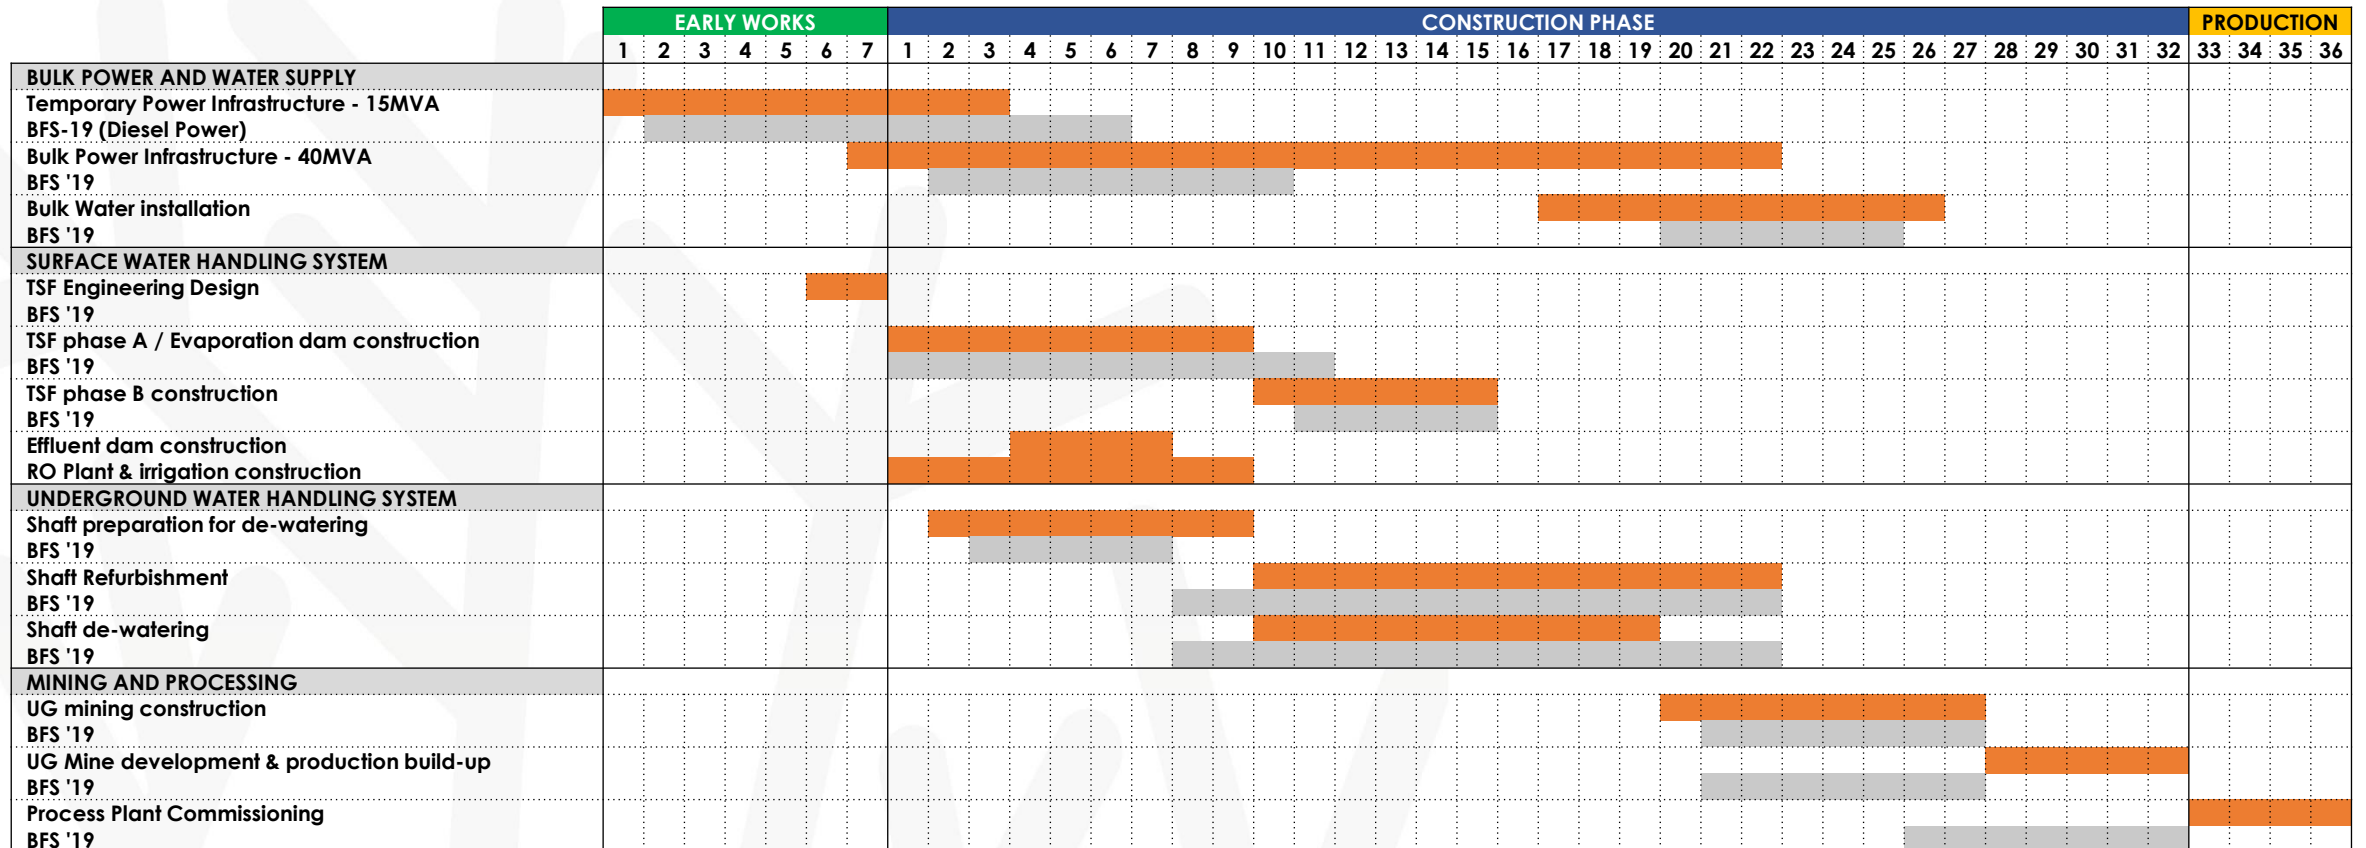 EARLY WORKS CONSTRUCTION PHASE PRODUCTION
1 2 3 4 5 6 7 1 2 3 4 5 6 7 8 9 10 11 12 13 14 15 16 17 18 19 20 21 22 23 24 25 26 27 28 29 30 31 32 33 34 35 36
BULK POWER AND WATER SUPPLY
Temporary Power Infrastructure - 15MVA
BFS-19 (Diesel Power)
Bulk Power Infrastructure - 40MVA
BFS '19
Bulk Water installation
BFS '19
SURFACE WATER HANDLING SYSTEM
TSF Engineering Design
BFS '19
TSF phase A / Evaporation dam construction
BFS '19
TSF phase B construction
BFS '19
Effluent dam construction
RO Plant & irrigation construction
UNDERGROUND WATER HANDLING SYSTEM
Shaft preparation for de-watering
BFS '19
Shaft Refurbishment
BFS '19
Shaft de-watering
BFS '19
MINING AND PROCESSING
UG mining construction
BFS '19
UG Mine development & production build-up
BFS '19
Process Plant Commissioning
BFS '19